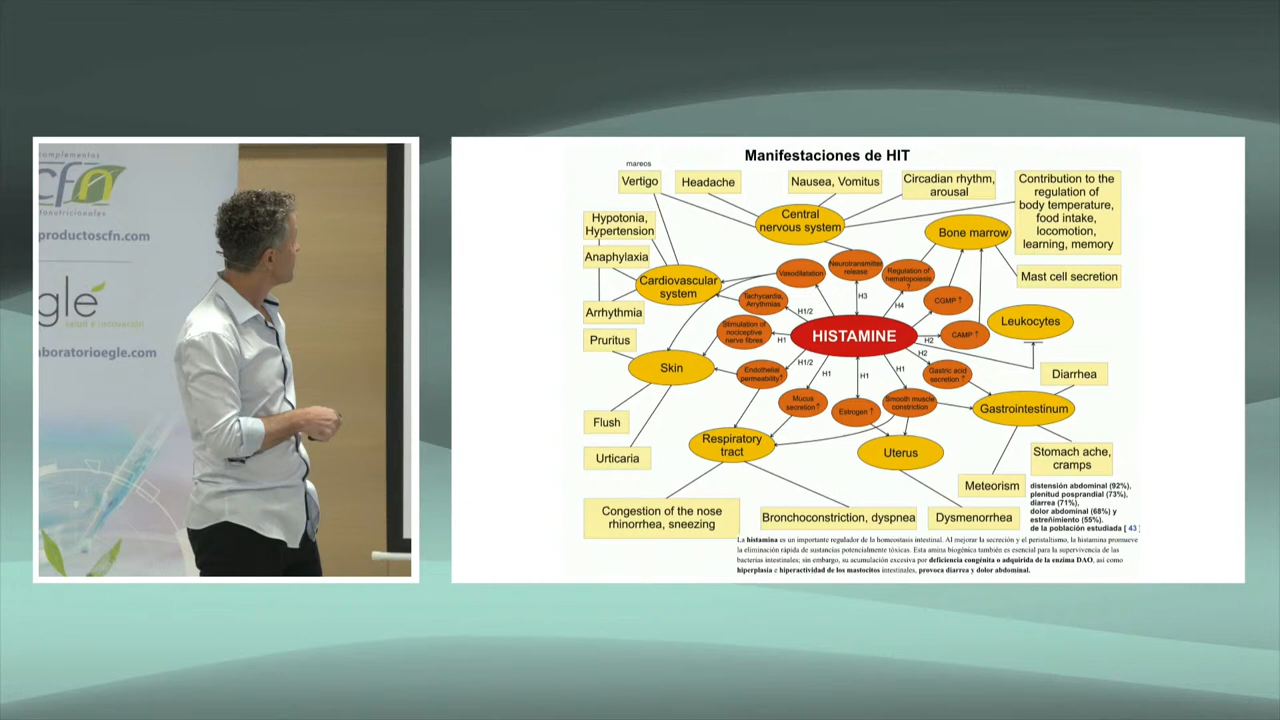 complementos
cfn
productoscfn.com
gle
salud e innovación
aboratorioegle.com
Manifestaciones de HIT
mareos
Vertigo
Headache
Nausea, Vomitus
Circadian rhythm,
arousal
Contribution to the
regulation of
body temperature,
food intake,
locomotion,
learning, memory
Hypotonia,
Hypertension
Central
nervous system
Bone marrow
Anaphylaxia
Mast cell secretion
Cardiovascular
system
Vasodilatation
Neurotransmitter
release
Regulation of
hematopoiesis
?
Tachycardia,
Arrythmias
H1/2
H3
H4
CGMP ↑
Arrhythmia
Leukocytes
Stimulation of
nociceptive
nerve fibres
H1
HISTAMINE
H2
CAMP ↑
Pruritus
H2
Skin
Endothelial
permeability↑
H1/2
H1
H1
H1
Gastric acid
secretion ↑
Diarrhea
Mucus
secretion ↑
Estrogen ↑
Smooth muscle
constriction
Gastrointestinum
Flush
Respiratory
tract
Uterus
Urticaria
Stomach ache,
cramps
Meteorism
distensión abdominal (92%),
plenitud posprandial (73%),
diarrea (71%),
dolor abdominal (68%) y
estreñimiento (55%).
de la población estudiada [ 43 ]
Congestion of the nose
rhinorrhea, sneezing
Bronchoconstriction, dyspnea
Dysmenorrhea
La histamina es un importante regulador de la homeostasis intestinal. Al mejorar la secreción y el peristaltismo, la histamina promueve
la eliminación rápida de sustancias potencialmente tóxicas. Esta amina biogénica también es esencial para la supervivencia de las
bacterias intestinales; sin embargo, su acumulación excesiva por deficiencia congénita o adquirida de la enzima DAO, así como
hiperplasia e hiperactividad de los mastocitos intestinales, provoca diarrea y dolor abdominal.